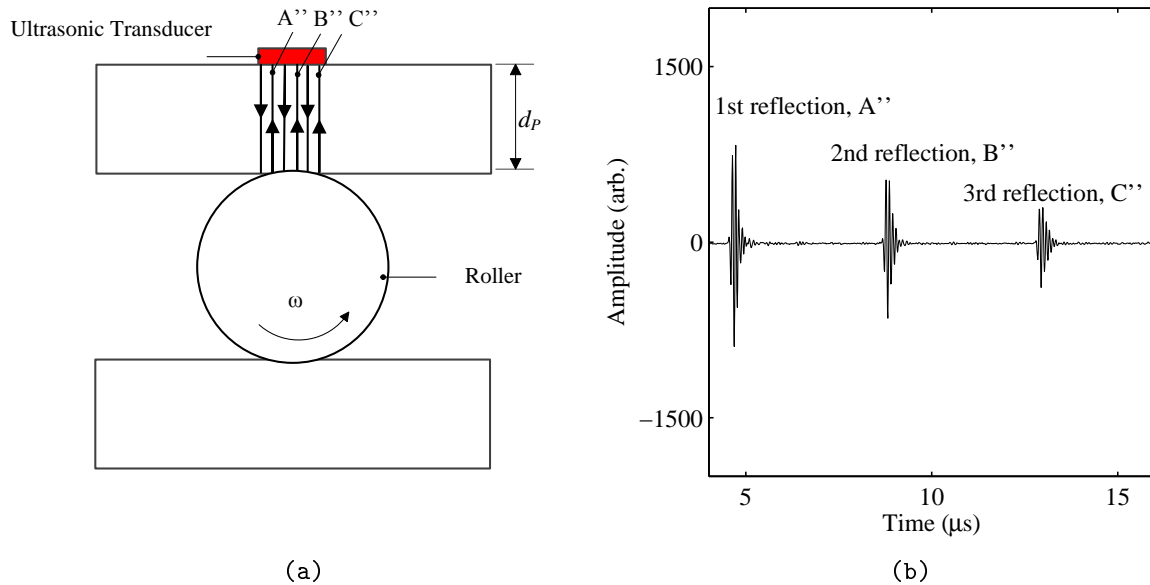 Ultrasonic Transducer
A’’ B’’ C’’
dP
Roller
ω
(a)
1500
0
−1500
Amplitude (arb.)
1st reflection, A’’
2nd reflection, B’’
3rd reflection, C’’
5 10 15
Time (μs)
(b)